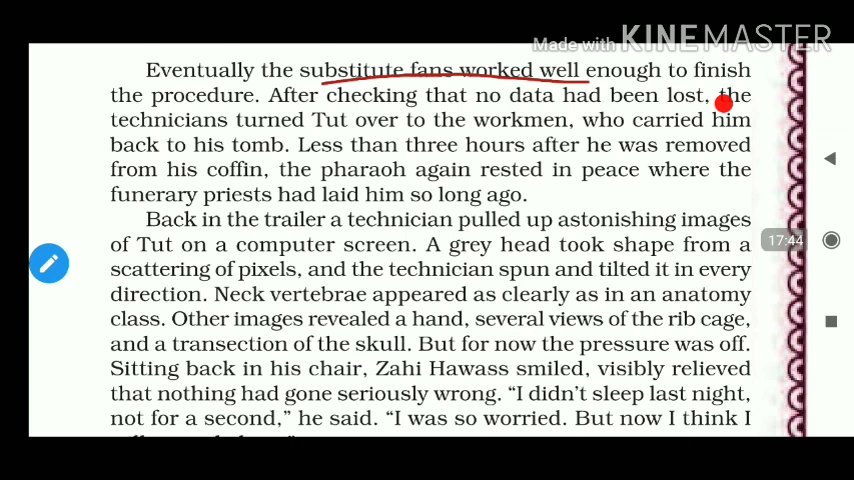 Made with KINEMASTER
Eventually the substitute fans worked well enough to finish
the procedure. After checking that no data had been lost, the
technicians turned Tut over to the workmen, who carried him
back to his tomb. Less than three hours after he was removed
from his coffin, the pharaoh again rested in peace where the
funerary priests had laid him so long ago.
Back in the trailer a technician pulled up astonishing images
of Tut on a computer screen. A grey head took shape from a
scattering of pixels, and the technician spun and tilted it in every
direction. Neck vertebrae appeared as clearly as in an anatomy
class. Other images revealed a hand, several views of the rib cage,
and a transection of the skull. But for now the pressure was off.
Sitting back in his chair, Zahi Hawass smiled, visibly relieved
that nothing had gone seriously wrong. “I didn’t sleep last night,
not for a second,” he said. “I was so worried. But now I think I
17:44